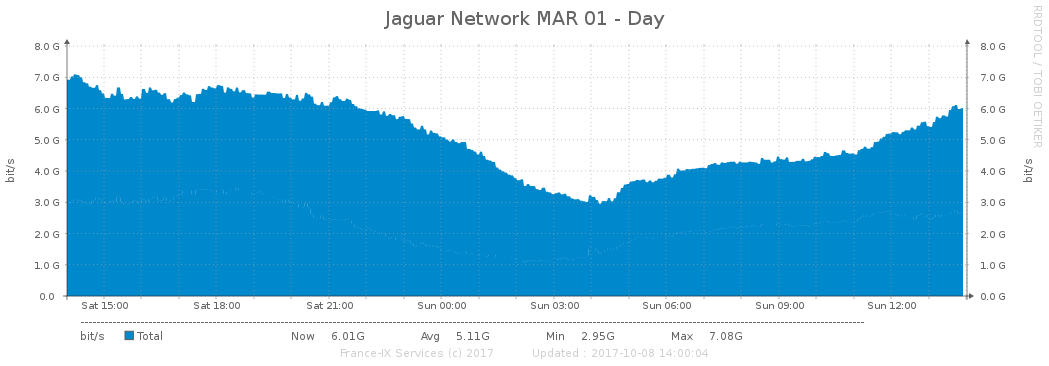 Jaguar Network MAR 01 - Day
RRDTOOL / TOBI OETIKER
bit/s
bit/s
8.0 G 8.0 G
7.0 G 7.0 G
6.0 G 6.0 G
5.0 G 5.0 G
4.0 G 4.0 G
3.0 G 3.0 G
2.0 G 2.0 G
1.0 G 1.0 G
0.0 0.0 G
Sat 15:00 Sat 18:00 Sat 21:00 Sun 00:00 Sun 03:00 Sun 06:00 Sun 09:00 Sun 12:00
bit/s Total Now 6.01G Avg 5.11G Min 2.95G Max 7.08G
France-IX Services (c) 2017 Updated : 2017-10-08 14:00:04